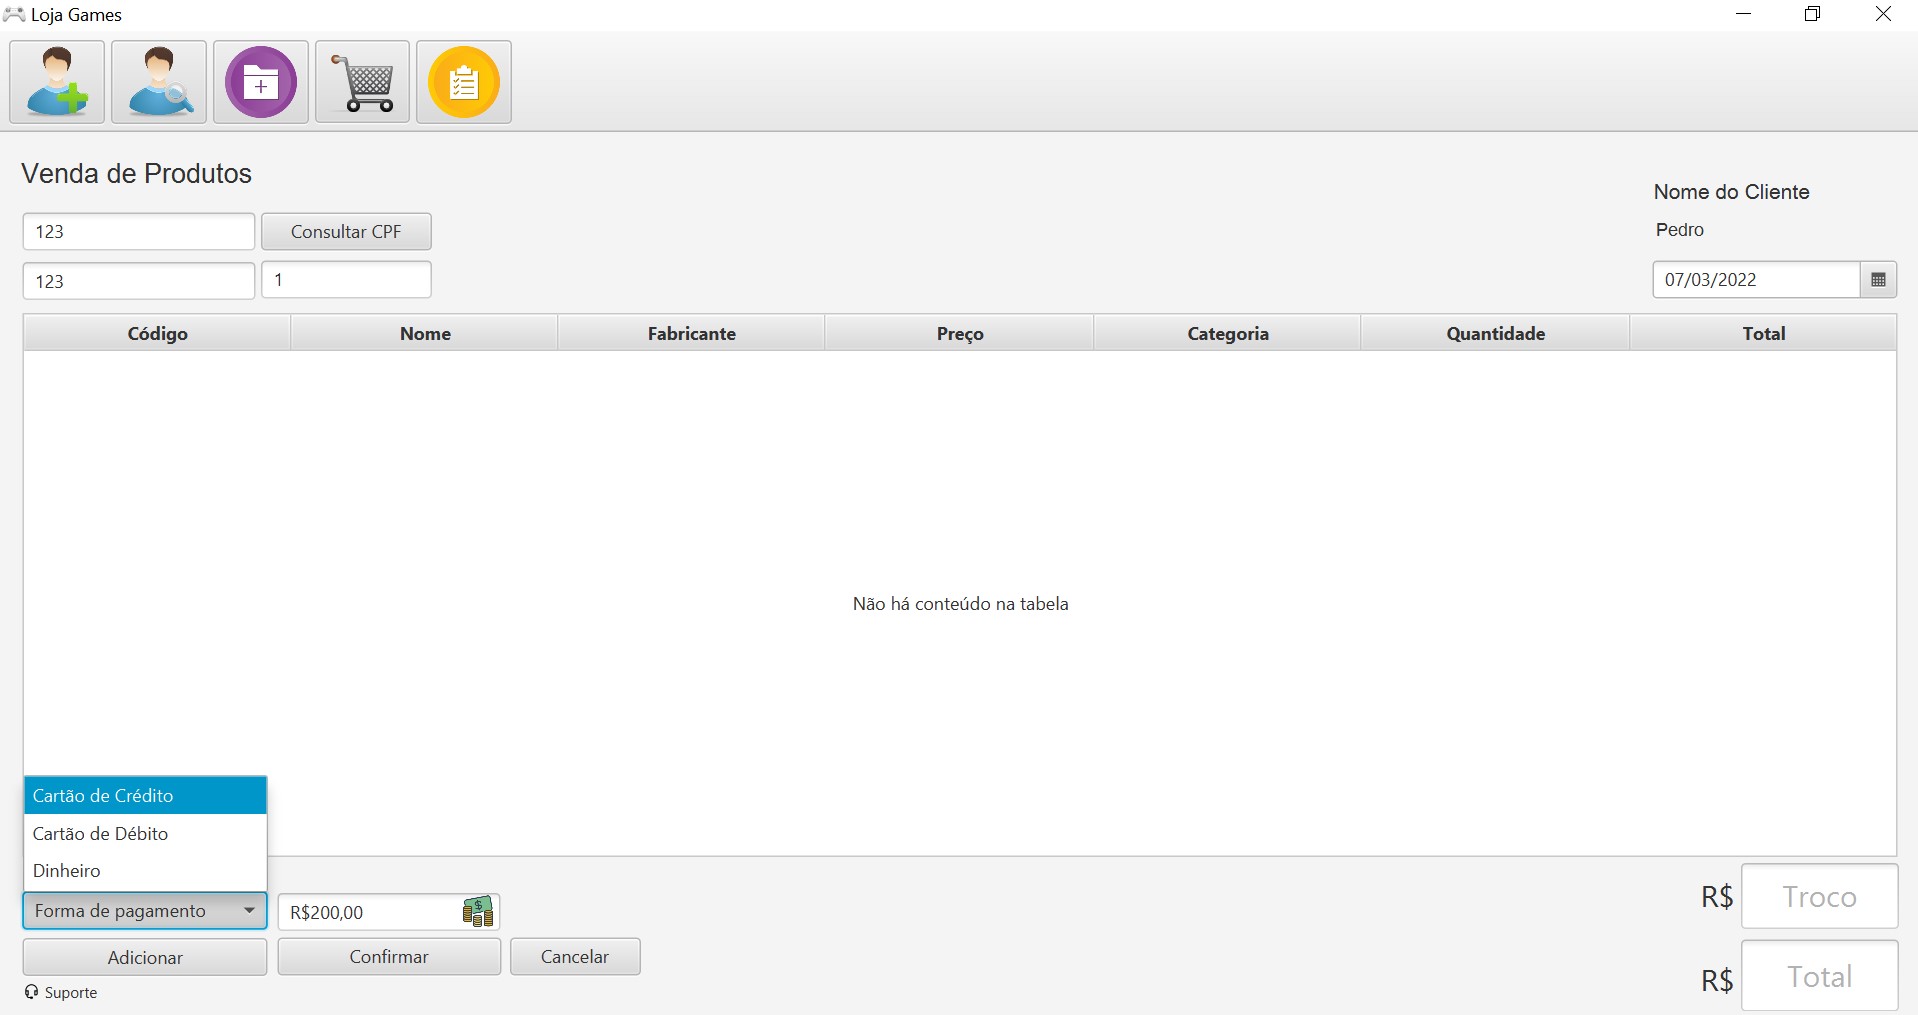 Loja Games
Venda de Produtos
Nome do Cliente
123 Consultar CPF
Pedro
123 1
07/03/2022
Código Nome Fabricante Preço Categoria Quantidade Total
Não há conteúdo na tabela
Cartão de Crédito
Cartão de Débito
Dinheiro
Forma de pagamento R$200,00
R$ Troco
Adicionar Confirmar Cancelar
R$ Total
Suporte